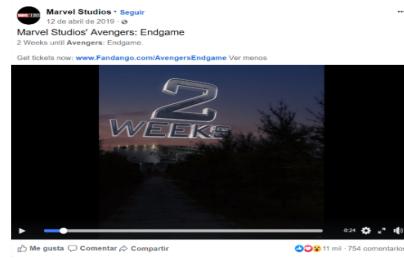 Marvel Studios · Seguir
12 de abril de 2019 ·
Marvel Studios' Avengers: Endgame
2 Weeks until Avengers: Endgame.
Get tickets now: www.Fandango.com/AvengersEndgame Ver menos
2
WEEKS
0:24
Me gusta Comentar Compartir
11 mil · 754 comentarios